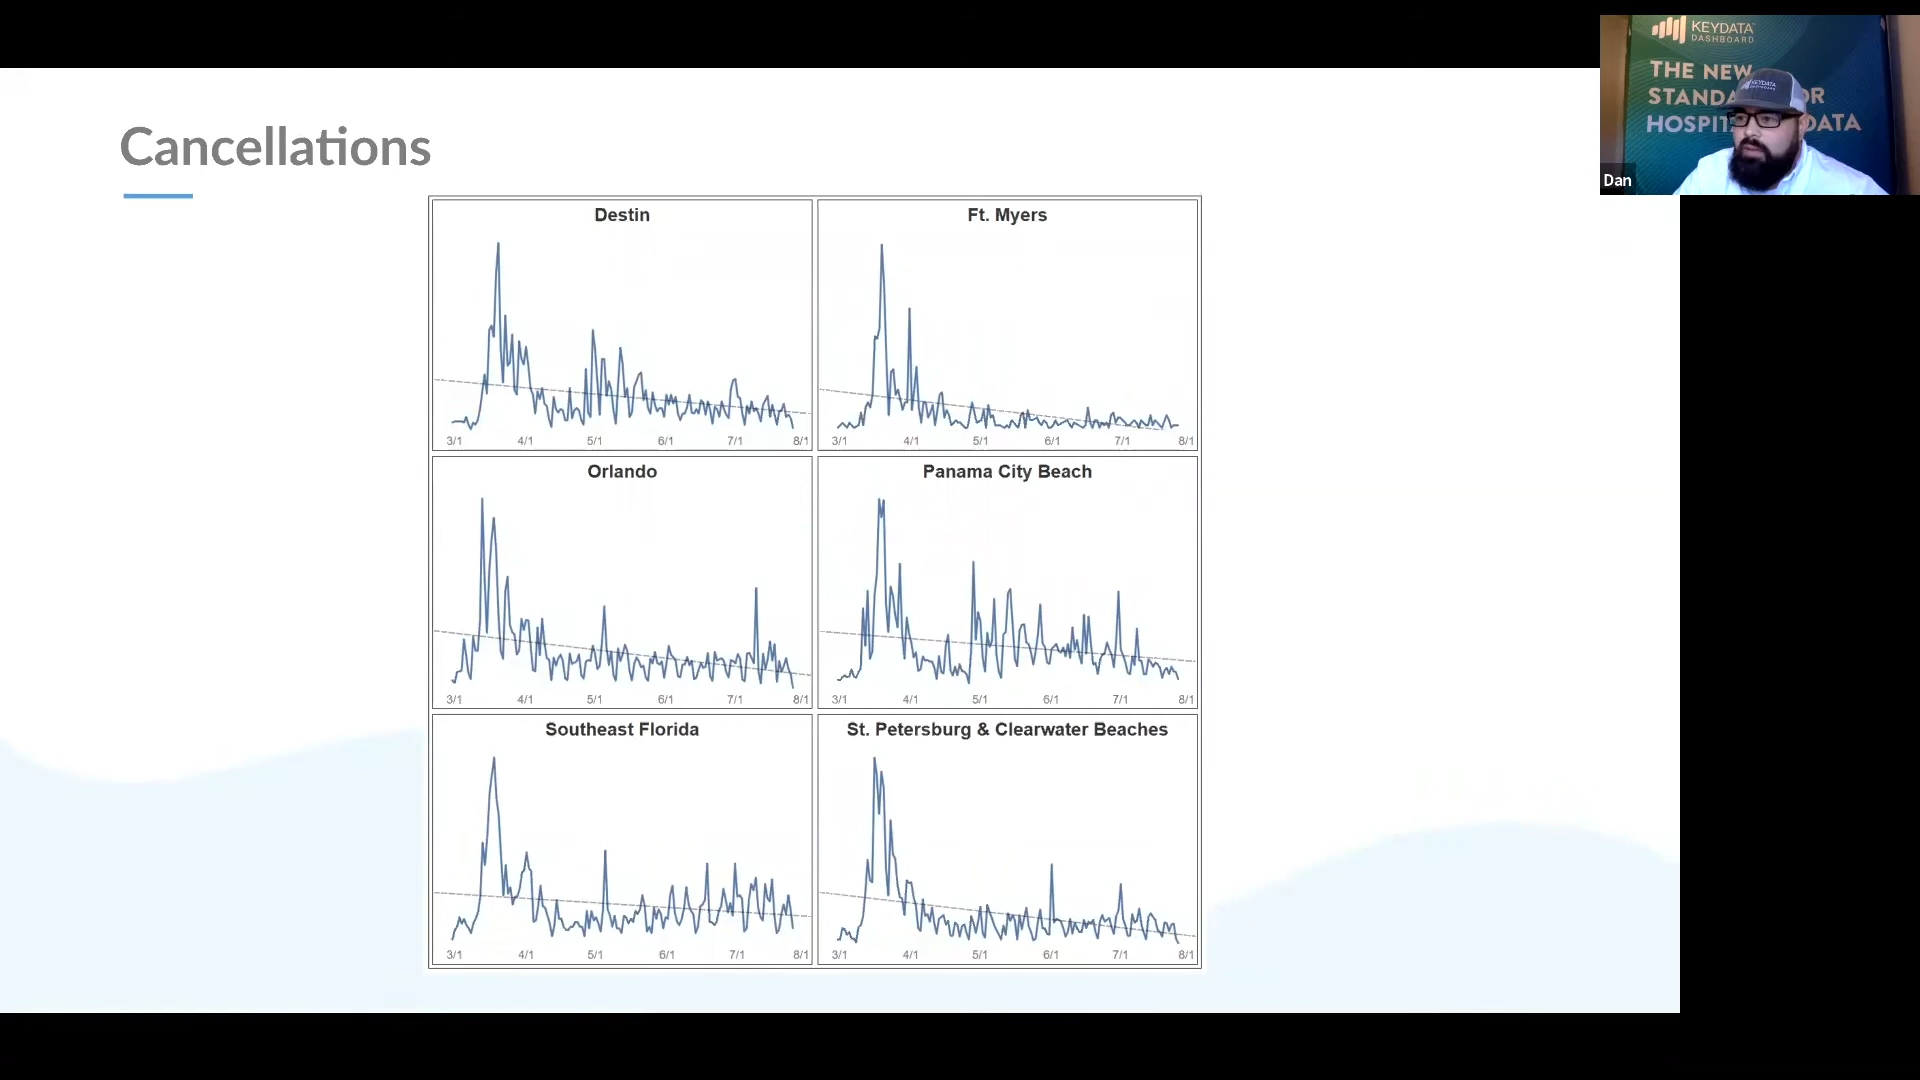 Cancellations
Destin
3/1 4/1 5/1 6/1 7/1 8/1
Ft. Myers
3/1 4/1 5/1 6/1 7/1 8/1
Orlando
3/1 4/1 5/1 6/1 7/1 8/1
Panama City Beach
3/1 4/1 5/1 6/1 7/1 8/1
Southeast Florida
3/1 4/1 5/1 6/1 7/1 8/1
St. Petersburg & Clearwater Beaches
3/1 4/1 5/1 6/1 7/1 8/1
KEYDATA
DASHBOARD
THE NEW
STANDA OR
HOSPIT DATA
KEYDATA
Dan